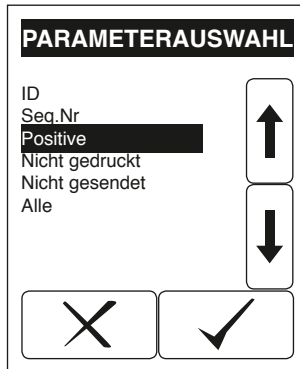 PARAMETERAUSWAHL
ID
Seq.Nr
Positive
Nicht gedruckt
Nicht gesendet
Alle